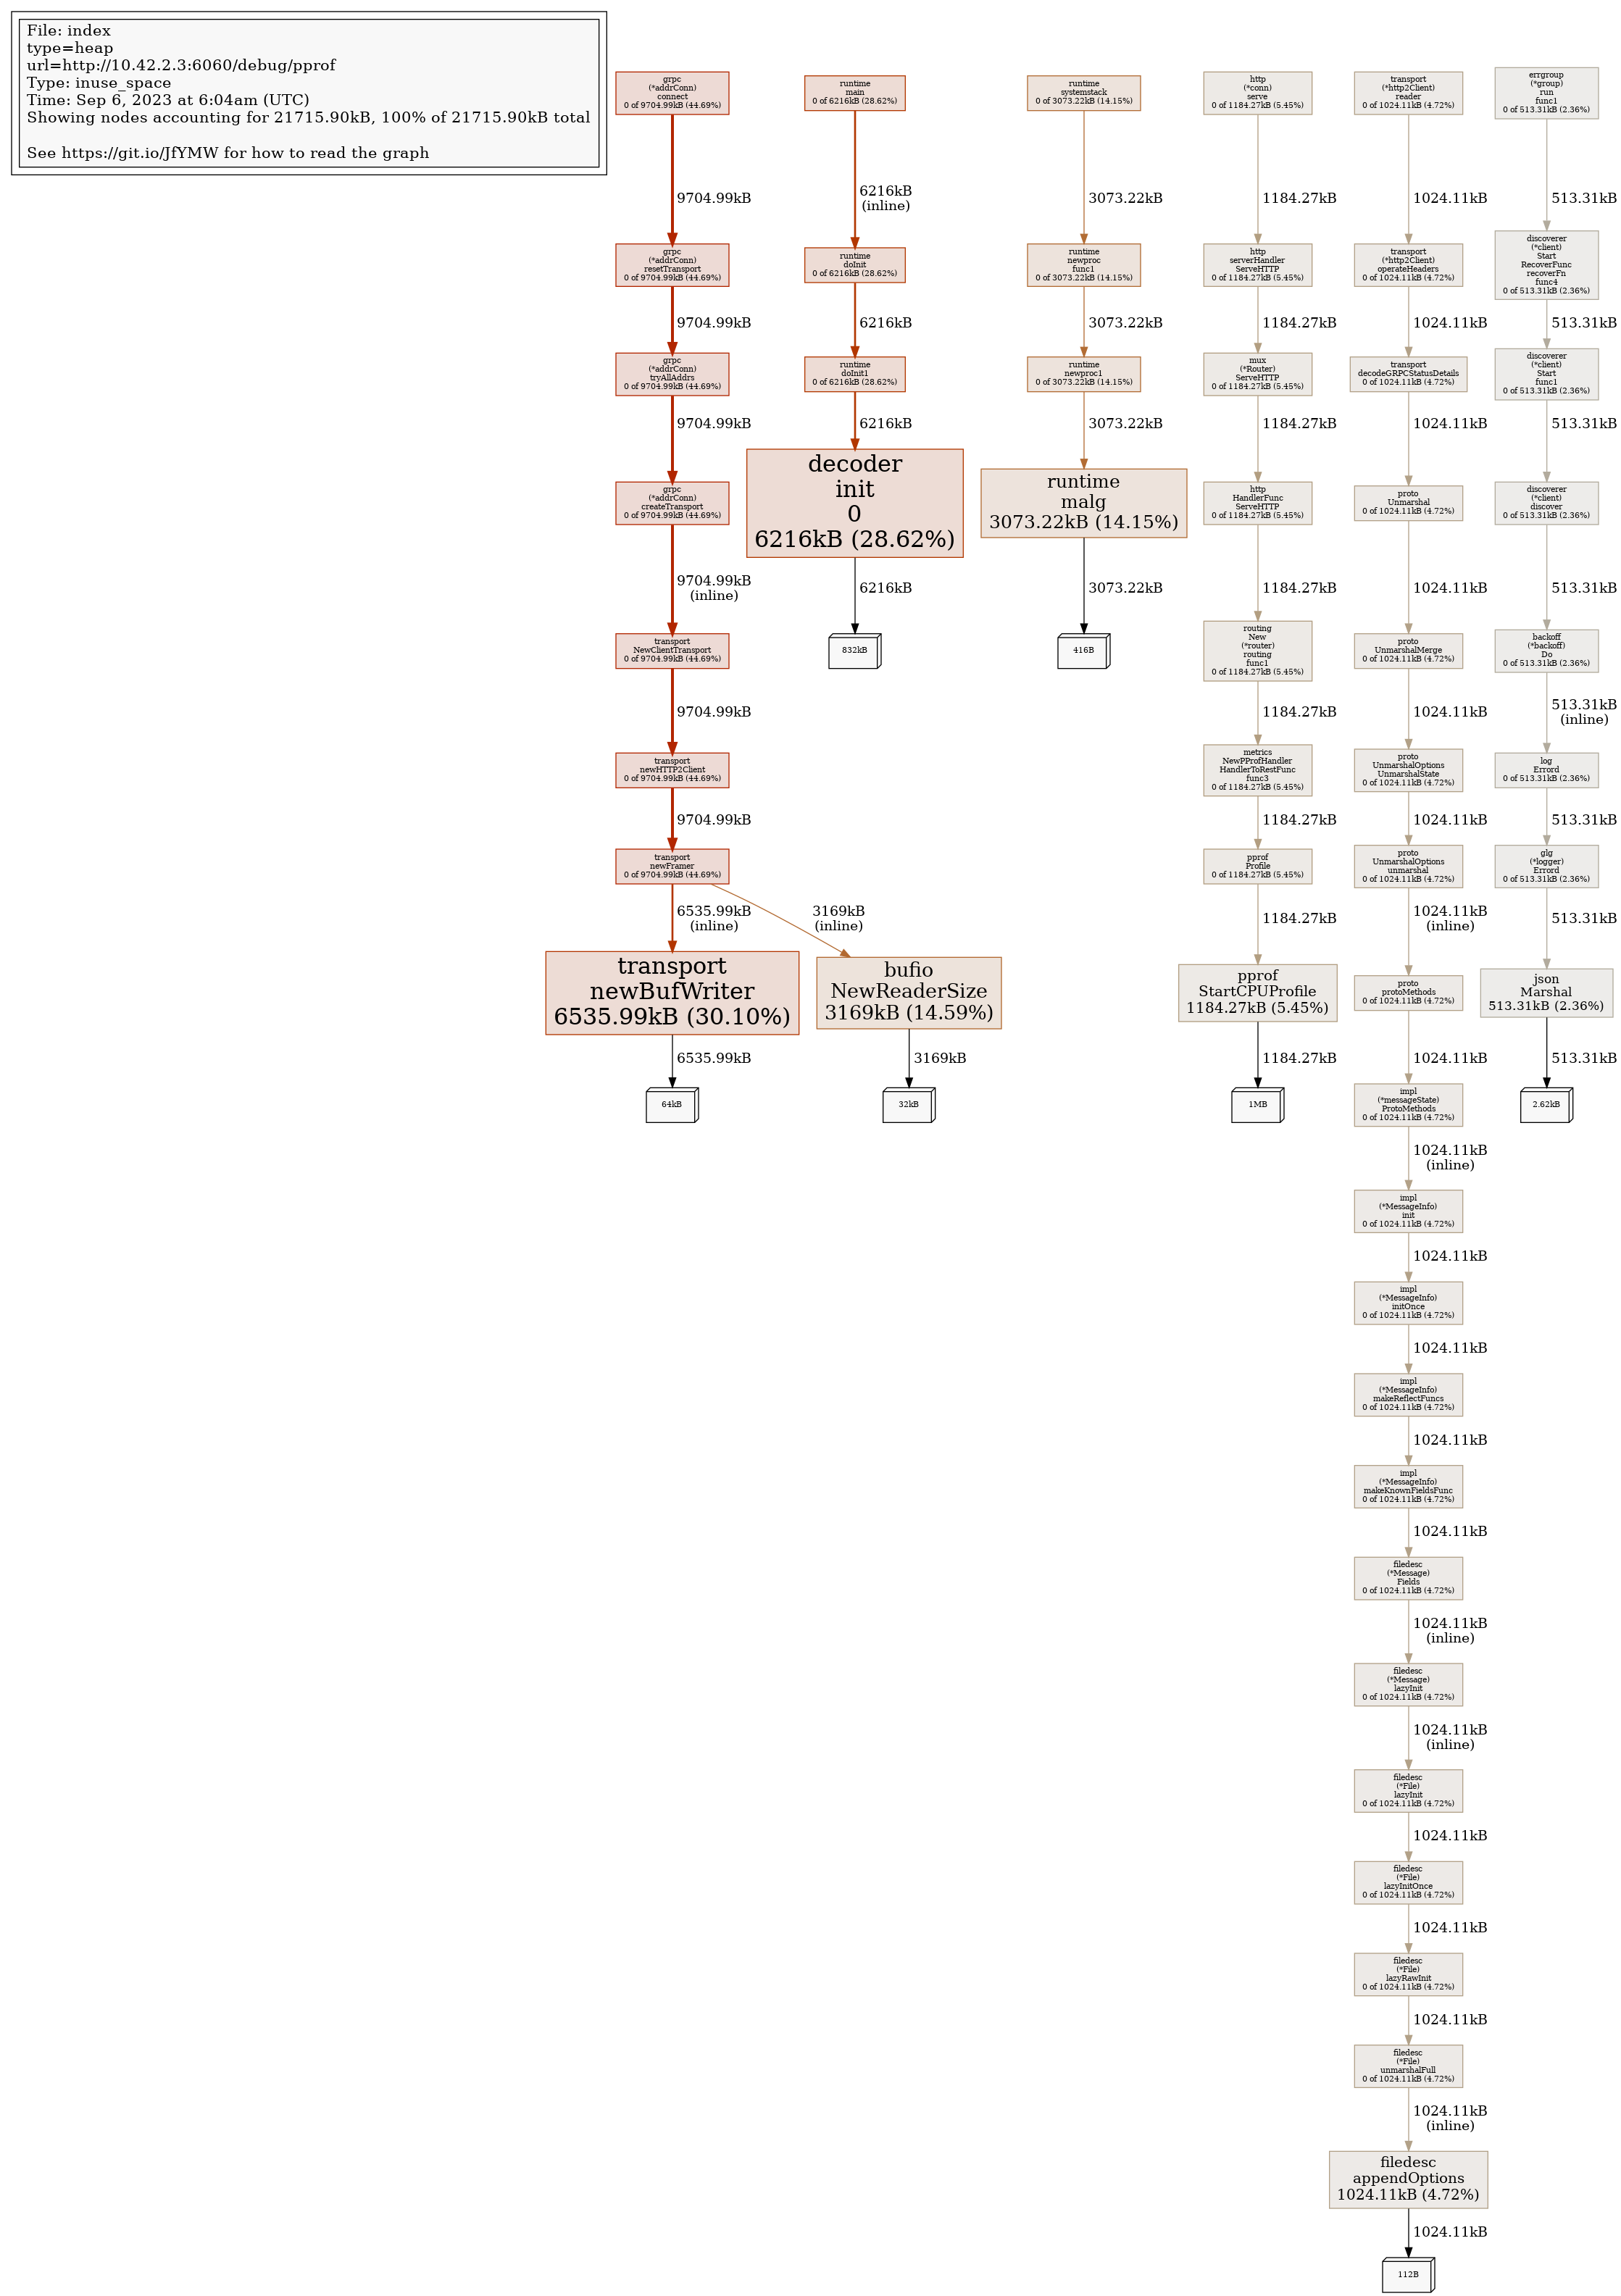 File: index
type=heap
url=http://10.42.2.3:6060/debug/pprof
Type: inuse_space
Time: Sep 6, 2023 at 6:04am (UTC)
Showing nodes accounting for 21715.90kB, 100% of 21715.90kB total
See https://git.io/JfYMW for how to read the graph
grpc
(*addrConn)
connect
0 of 9704.99kB (44.69%)
9704.99kB
grpc
(*addrConn)
resetTransport
0 of 9704.99kB (44.69%)
9704.99kB
grpc
(*addrConn)
tryAllAddrs
0 of 9704.99kB (44.69%)
9704.99kB
grpc
(*addrConn)
createTransport
0 of 9704.99kB (44.69%)
9704.99kB
(inline)
transport
NewClientTransport
0 of 9704.99kB (44.69%)
9704.99kB
transport
newHTTP2Client
0 of 9704.99kB (44.69%)
9704.99kB
transport
newFramer
0 of 9704.99kB (44.69%)
6535.99kB
(inline)
3169kB
(inline)
transport
newBufWriter
6535.99kB (30.10%)
6535.99kB
64kB
bufio
NewReaderSize
3169kB (14.59%)
3169kB
32kB
runtime
main
0 of 6216kB (28.62%)
6216kB
(inline)
runtime
doInit
0 of 6216kB (28.62%)
6216kB
runtime
doInit1
0 of 6216kB (28.62%)
6216kB
decoder
init
0
6216kB (28.62%)
6216kB
832kB
runtime
systemstack
0 of 3073.22kB (14.15%)
3073.22kB
runtime
newproc
func1
0 of 3073.22kB (14.15%)
3073.22kB
runtime
newproc1
0 of 3073.22kB (14.15%)
3073.22kB
runtime
malg
3073.22kB (14.15%)
3073.22kB
416B
http
(*conn)
serve
0 of 1184.27kB (5.45%)
1184.27kB
http
serverHandler
ServeHTTP
0 of 1184.27kB (5.45%)
1184.27kB
mux
(*Router)
ServeHTTP
0 of 1184.27kB (5.45%)
1184.27kB
http
HandlerFunc
ServeHTTP
0 of 1184.27kB (5.45%)
1184.27kB
routing
New
(*router)
routing
func1
0 of 1184.27kB (5.45%)
1184.27kB
metrics
NewPProfHandler
HandlerToRestFunc
func3
0 of 1184.27kB (5.45%)
1184.27kB
pprof
Profile
0 of 1184.27kB (5.45%)
1184.27kB
pprof
StartCPUProfile
1184.27kB (5.45%)
1184.27kB
1MB
transport
(*http2Client)
reader
0 of 1024.11kB (4.72%)
1024.11kB
transport
(*http2Client)
operateHeaders
0 of 1024.11kB (4.72%)
1024.11kB
transport
decodeGRPCStatusDetails
0 of 1024.11kB (4.72%)
1024.11kB
proto
Unmarshal
0 of 1024.11kB (4.72%)
1024.11kB
proto
UnmarshalMerge
0 of 1024.11kB (4.72%)
1024.11kB
proto
UnmarshalOptions
UnmarshalState
0 of 1024.11kB (4.72%)
1024.11kB
proto
UnmarshalOptions
unmarshal
0 of 1024.11kB (4.72%)
1024.11kB
(inline)
proto
protoMethods
0 of 1024.11kB (4.72%)
1024.11kB
impl
(*messageState)
ProtoMethods
0 of 1024.11kB (4.72%)
1024.11kB
(inline)
impl
(*MessageInfo)
init
0 of 1024.11kB (4.72%)
1024.11kB
impl
(*MessageInfo)
initOnce
0 of 1024.11kB (4.72%)
1024.11kB
impl
(*MessageInfo)
makeReflectFuncs
0 of 1024.11kB (4.72%)
1024.11kB
impl
(*MessageInfo)
makeKnownFieldsFunc
0 of 1024.11kB (4.72%)
1024.11kB
filedesc
(*Message)
Fields
0 of 1024.11kB (4.72%)
1024.11kB
(inline)
filedesc
(*Message)
lazyInit
0 of 1024.11kB (4.72%)
1024.11kB
(inline)
filedesc
(*File)
lazyInit
0 of 1024.11kB (4.72%)
1024.11kB
filedesc
(*File)
lazyInitOnce
0 of 1024.11kB (4.72%)
1024.11kB
filedesc
(*File)
lazyRawInit
0 of 1024.11kB (4.72%)
1024.11kB
filedesc
(*File)
unmarshalFull
0 of 1024.11kB (4.72%)
1024.11kB
(inline)
filedesc
appendOptions
1024.11kB (4.72%)
1024.11kB
112B
errgroup
(*group)
run
func1
0 of 513.31kB (2.36%)
513.31kB
discoverer
(*client)
Start
RecoverFunc
recoverFn
func4
0 of 513.31kB (2.36%)
513.31kB
discoverer
(*client)
Start
func1
0 of 513.31kB (2.36%)
513.31kB
discoverer
(*client)
discover
0 of 513.31kB (2.36%)
513.31kB
backoff
(*backoff)
Do
0 of 513.31kB (2.36%)
513.31kB
(inline)
log
Errord
0 of 513.31kB (2.36%)
513.31kB
glg
(*logger)
Errord
0 of 513.31kB (2.36%)
513.31kB
json
Marshal
513.31kB (2.36%)
513.31kB
2.62kB